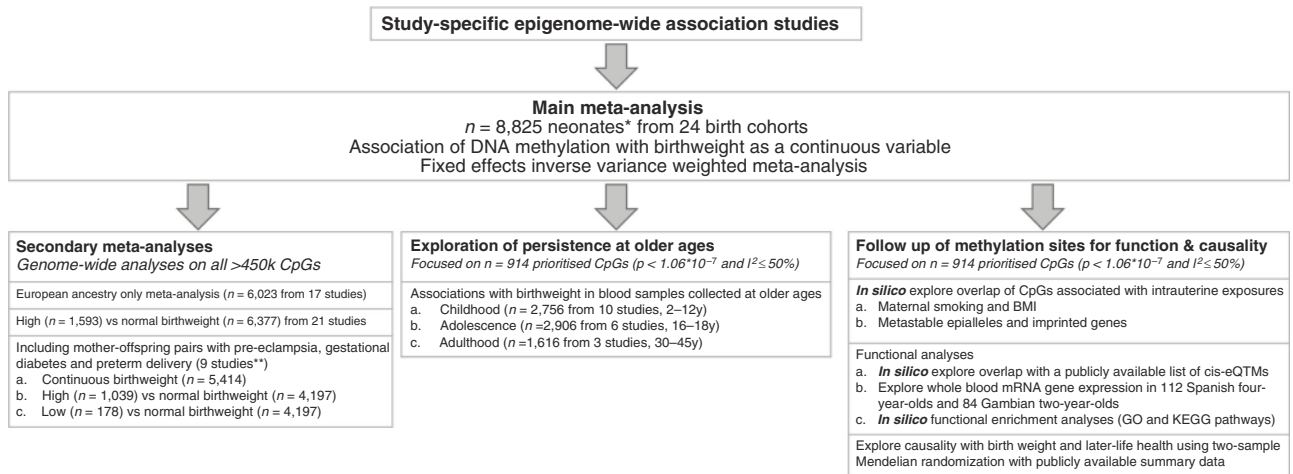 Study-specific epigenome-wide association studies
Main meta-analysis
n = 8,825 neonates* from 24 birth cohorts
Association of DNA methylation with birthweight as a continuous variable
Fixed effects inverse variance weighted meta-analysis
Secondary meta-analyses
Genome-wide analyses on all >450k CpGs
European ancestry only meta-analysis (n = 6,023 from 17 studies)
High (n = 1,593) vs normal birthweight (n = 6,377) from 21 studies
Including mother-offspring pairs with pre-eclampsia, gestational
diabetes and preterm delivery (9 studies**)
a. Continuous birthweight (n = 5,414)
b. High (n = 1,039) vs normal birthweight (n = 4,197)
c. Low (n = 178) vs normal birthweight (n = 4,197)
Exploration of persistence at older ages
Focused on n = 914 prioritised CpGs (p < 1.06*10⁻⁷ and I² ≤ 50%)
Associations with birthweight in blood samples collected at older ages
a. Childhood (n = 2,756 from 10 studies, 2–12y)
b. Adolescence (n =2,906 from 6 studies, 16–18y)
c. Adulthood (n =1,616 from 3 studies, 30–45y)
Follow up of methylation sites for function & causality
Focused on n = 914 prioritised CpGs (p < 1.06*10⁻⁷ and I² ≤ 50%)
In silico explore overlap of CpGs associated with intrauterine exposures
a. Maternal smoking and BMI
b. Metastable epialleles and imprinted genes
Functional analyses
a. In silico explore overlap with a publicly available list of cis-eQTMs
b. Explore whole blood mRNA gene expression in 112 Spanish four-
year-olds and 84 Gambian two-year-olds
c. In silico functional enrichment analyses (GO and KEGG pathways)
Explore causality with birth weight and later-life health using two-sample
Mendelian randomization with publicly available summary data